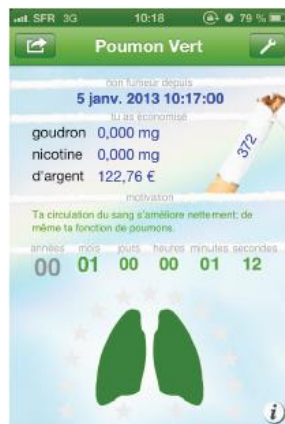 SFR 3G 10:18 79 %
Poumon Vert
non fumeur depuis
5 janv. 2013 10:17:00
tu as économisé
goudron 0,000 mg
nicotine 0,000 mg
d'argent 122,76 €
372
motivation
Ta circulation du sang s'améliore nettement; de
même ta fonction de poumons.
années mois jours heures minutes secondes
00 01 00 00 01 12
i